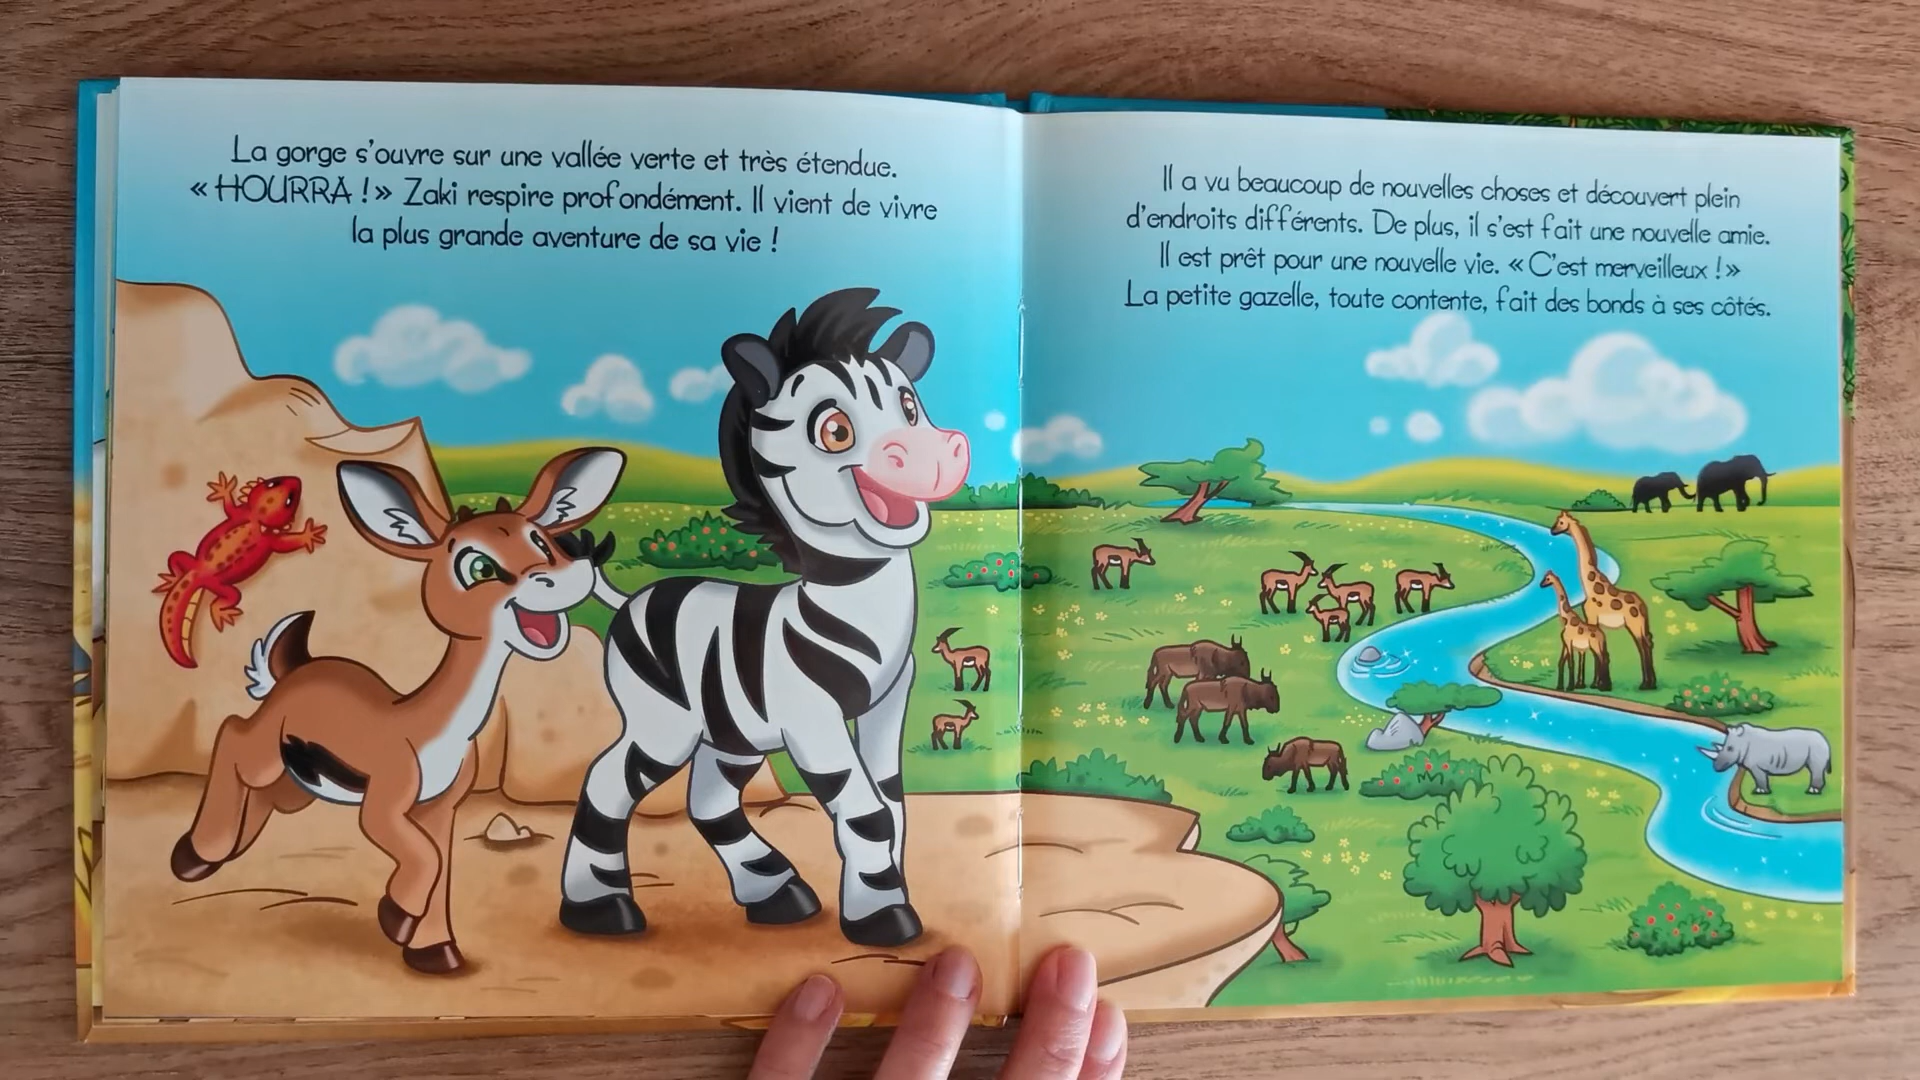 La gorge s'ouvre sur une vallée verte et très étendue.
« HOURRA ! » Zaki respire profondément. Il vient de vivre
la plus grande aventure de sa vie !
Il a vu beaucoup de nouvelles choses et découvert plein
d'endroits différents. De plus, il s'est fait une nouvelle amie.
Il est prêt pour une nouvelle vie. « C'est merveilleux ! »
La petite gazelle, toute contente, fait des bonds à ses côtés.